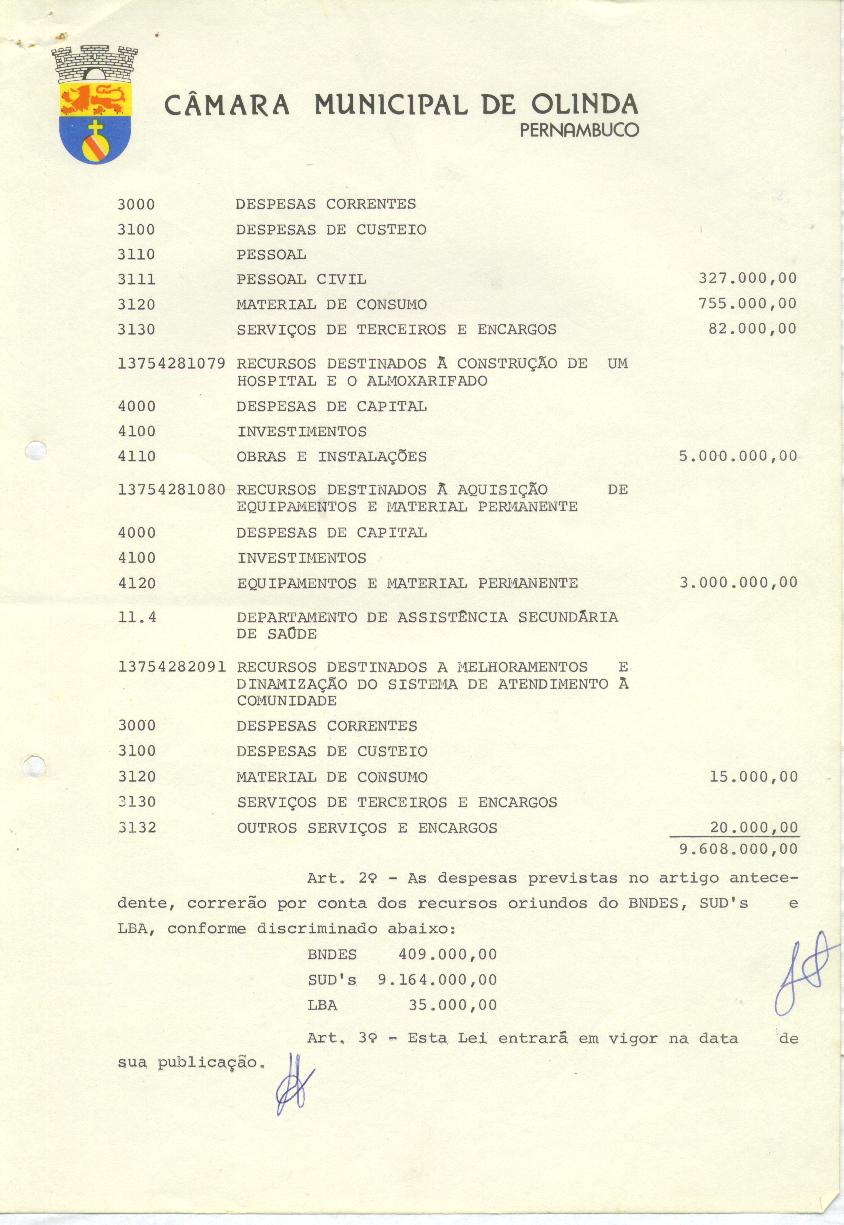 CÂMARA MUNICIPAL DE OLINDA
PERNAMBUCO
3000 DESPESAS CORRENTES
3100 DESPESAS DE CUSTEIO
3110 PESSOAL
3111 PESSOAL CIVIL 327.000,00
3120 MATERIAL DE CONSUMO 755.000,00
3130 SERVIÇOS DE TERCEIROS E ENCARGOS 82.000,00
13754281079 RECURSOS DESTINADOS À CONSTRUÇÃO DE UM
HOSPITAL E O ALMOXARIFADO
4000 DESPESAS DE CAPITAL
4100 INVESTIMENTOS
4110 OBRAS E INSTALAÇÕES 5.000.000,00
13754281080 RECURSOS DESTINADOS À AQUISIÇÃO DE
EQUIPAMENTOS E MATERIAL PERMANENTE
4000 DESPESAS DE CAPITAL
4100 INVESTIMENTOS
4120 EQUIPAMENTOS E MATERIAL PERMANENTE 3.000.000,00
11.4 DEPARTAMENTO DE ASSISTÊNCIA SECUNDÁRIA
DE SAÚDE
13754282091 RECURSOS DESTINADOS A MELHORAMENTOS E
DINAMIZAÇÃO DO SISTEMA DE ATENDIMENTO À
COMUNIDADE
3000 DESPESAS CORRENTES
3100 DESPESAS DE CUSTEIO
3120 MATERIAL DE CONSUMO 15.000,00
3130 SERVIÇOS DE TERCEIROS E ENCARGOS
3132 OUTROS SERVIÇOS E ENCARGOS 20.000,00
9.608.000,00
Art. 2º - As despesas previstas no artigo antece-
dente, correrão por conta dos recursos oriundos do BNDES, SUD's e
LBA, conforme discriminado abaixo:
BNDES 409.000,00
SUD's 9.164.000,00
LBA 35.000,00
Art. 3º - Esta Lei entrará em vigor na data de
sua publicação.